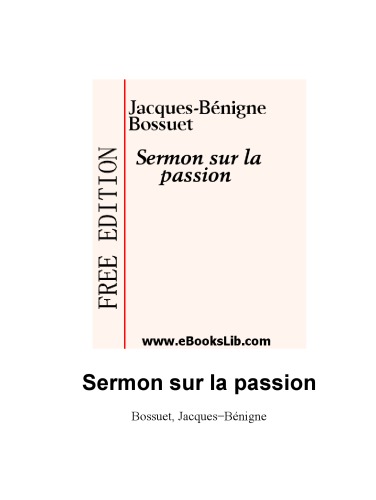 Jacques-Bénigne
Bossuet
Sermon sur la
passion
FREE EDITION
www.eBooksLib.com
Sermon sur la passion
Bossuet, Jacques−Bénigne